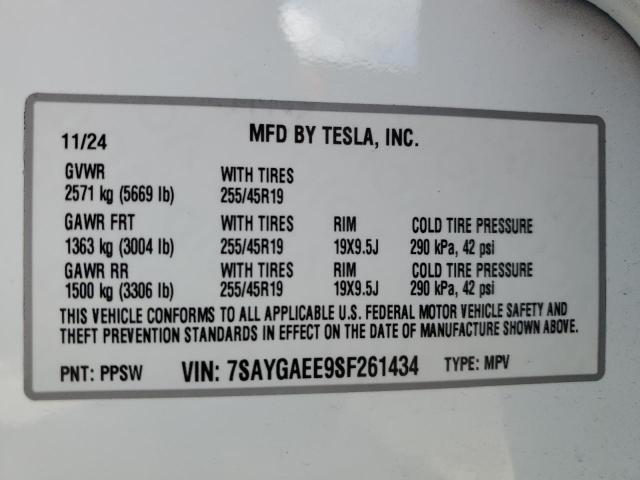 11/24 MFD BY TESLA, INC.
GVWR WITH TIRES
2571 kg (5669 lb) 255/45R19
GAWR FRT WITH TIRES RIM COLD TIRE PRESSURE
1363 kg (3004 lb) 255/45R19 19X9.5J 290 kPa, 42 psi
GAWR RR WITH TIRES RIM COLD TIRE PRESSURE
1500 kg (3306 lb) 255/45R19 19X9.5J 290 kPa, 42 psi
THIS VEHICLE CONFORMS TO ALL APPLICABLE U.S. FEDERAL MOTOR VEHICLE SAFETY AND
THEFT PREVENTION STANDARDS IN EFFECT ON THE DATE OF MANUFACTURE SHOWN ABOVE.
PNT: PPSW VIN: 7SAYGAEE9SF261434 TYPE: MPV